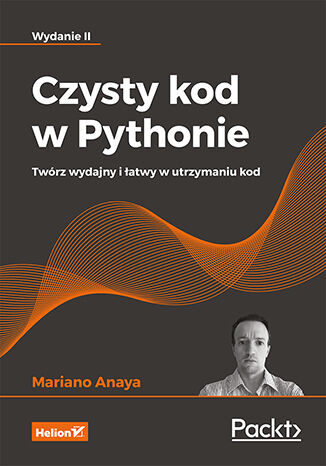 Wydanie II
Czysty kod
w Pythonie
Twórz wydajny i łatwy w utrzymaniu kod
Mariano Anaya
Helion
Packt>